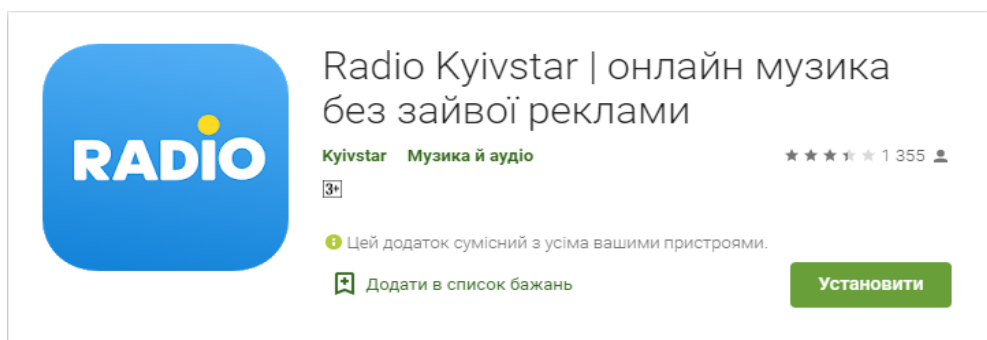 RADIO
Radio Kyivstar | онлайн музика
без зайвої реклами
Kyivstar Музика й аудіо
1 355
3+
Цей додаток сумісний з усіма вашими пристроями.
Додати в список бажань
Установити